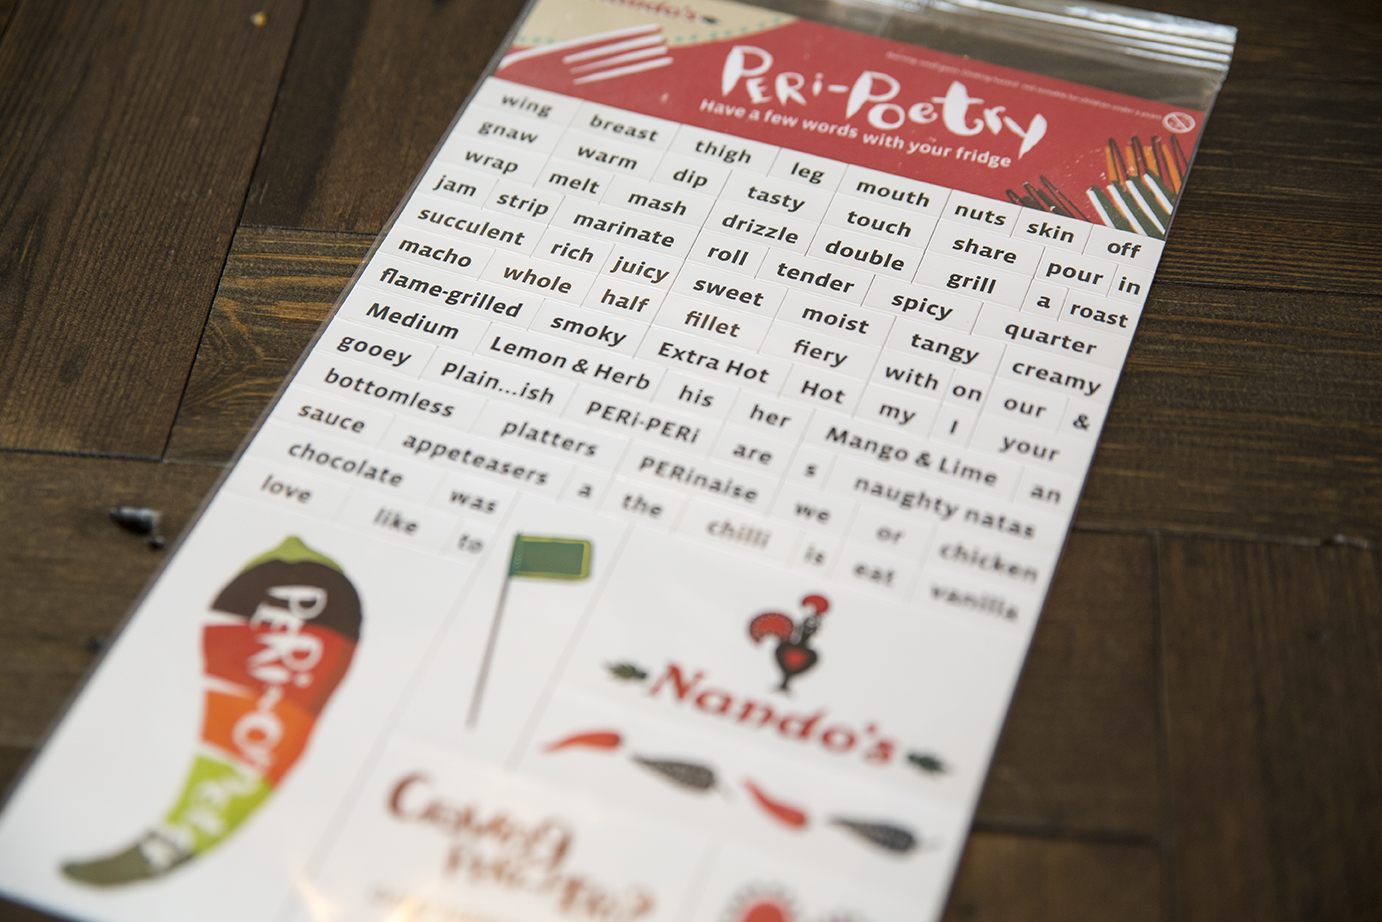 Nando's
PERi-Poetry
Have a few words with your fridge
wing breast thigh leg mouth nuts skin off
gnaw warm dip tasty touch share pour in
wrap melt mash drizzle double grill a roast
jam strip marinate roll tender spicy quarter
succulent rich juicy sweet moist tangy creamy
macho whole half fillet fiery with on our &
flame-grilled smoky Extra Hot Hot my I your
Medium Lemon & Herb his her Mango & Lime an
gooey Plain...ish PERi-PERi are s naughty natas
bottomless platters PERinaise we or chicken
sauce appeteasers a the chilli is eat vanilla
chocolate was
love like to
Nando's